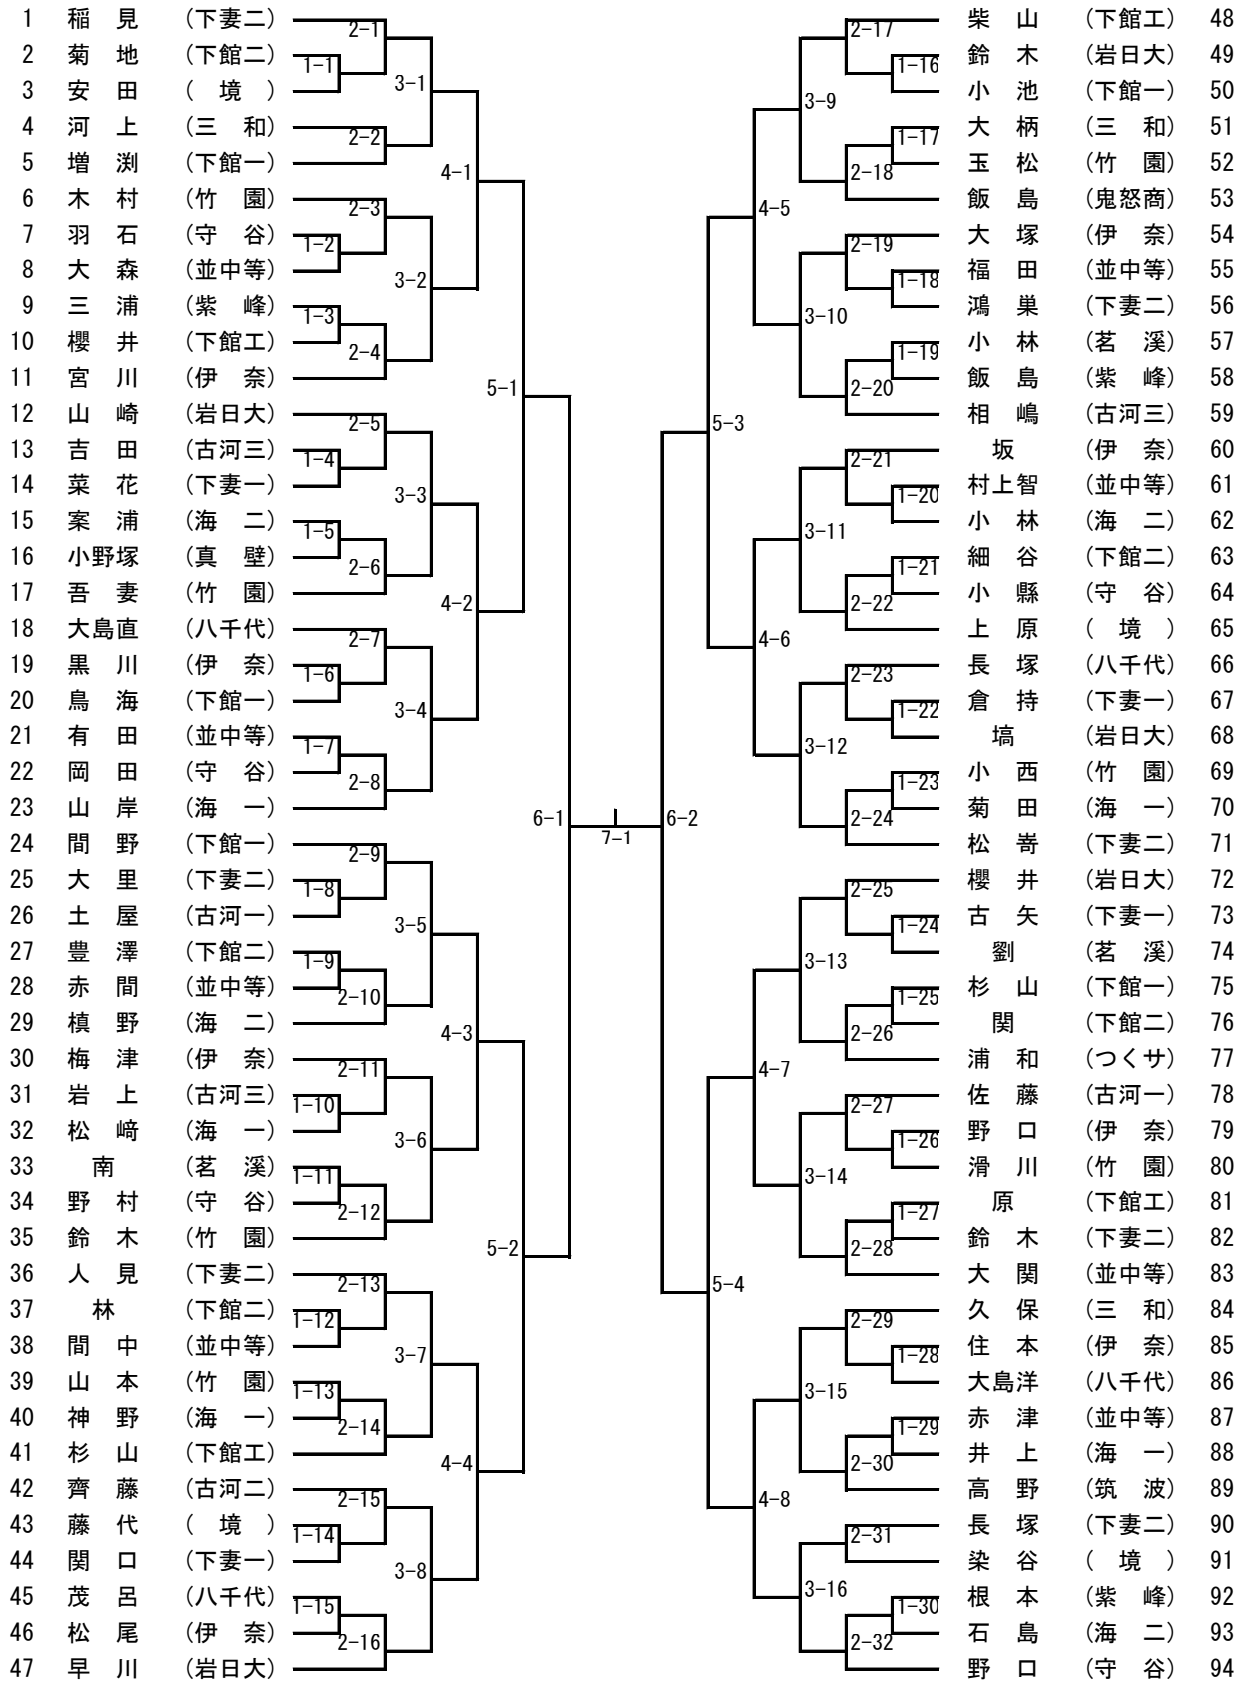 1 稲見 （下妻二）
2 菊地 （下館二）
3 安田 （境）
4 河上 （三和）
5 増渕 （下館一）
6 木村 （竹園）
7 羽石 （守谷）
8 大森 （並中等）
9 三浦 （紫峰）
10 櫻井 （下館工）
11 宮川 （伊奈）
12 山崎 （岩日大）
13 吉田 （古河三）
14 菜花 （下妻一）
15 案浦 （海二）
16 小野塚 （真壁）
17 吾妻 （竹園）
18 大島直 （八千代）
19 黒川 （伊奈）
20 鳥海 （下館一）
21 有田 （並中等）
22 岡田 （守谷）
23 山岸 （海一）
24 間野 （下館一）
25 大里 （下妻二）
26 土屋 （古河一）
27 豊澤 （下館二）
28 赤間 （並中等）
29 槙野 （海二）
30 梅津 （伊奈）
31 岩上 （古河三）
32 松﨑 （海一）
33 南 （茗溪）
34 野村 （守谷）
35 鈴木 （竹園）
36 人見 （下妻二）
37 林 （下館二）
38 間中 （並中等）
39 山本 （竹園）
40 神野 （海一）
41 杉山 （下館工）
42 齊藤 （古河二）
43 藤代 （境）
44 関口 （下妻一）
45 茂呂 （八千代）
46 松尾 （伊奈）
47 早川 （岩日大）
1-1
1-2
1-3
1-4
1-5
1-6
1-7
1-8
1-9
1-10
1-11
1-12
1-13
1-14
1-15
2-1
2-2
2-3
2-4
2-5
2-6
2-7
2-8
2-9
2-10
2-11
2-12
2-13
2-14
2-15
2-16
3-1
3-2
3-3
3-4
3-5
3-6
3-7
3-8
4-1
4-2
4-3
4-4
5-1
5-2
6-1
7-1
6-2
5-3
5-4
4-5
4-6
4-7
4-8
3-9
3-10
3-11
3-12
3-13
3-14
3-15
3-16
2-17
2-18
2-19
2-20
2-21
2-22
2-23
2-24
2-25
2-26
2-27
2-28
2-29
2-30
2-31
2-32
1-16
1-17
1-18
1-19
1-20
1-21
1-22
1-23
1-24
1-25
1-26
1-27
1-28
1-29
1-30
柴山 （下館工） 48
鈴木 （岩日大） 49
小池 （下館一） 50
大柄 （三和） 51
玉松 （竹園） 52
飯島 （鬼怒商） 53
大塚 （伊奈） 54
福田 （並中等） 55
鴻巣 （下妻二） 56
小林 （茗溪） 57
飯島 （紫峰） 58
相嶋 （古河三） 59
坂 （伊奈） 60
村上智 （並中等） 61
小林 （海二） 62
細谷 （下館二） 63
小縣 （守谷） 64
上原 （境） 65
長塚 （八千代） 66
倉持 （下妻一） 67
塙 （岩日大） 68
小西 （竹園） 69
菊田 （海一） 70
松嵜 （下妻二） 71
櫻井 （岩日大） 72
古矢 （下妻一） 73
劉 （茗溪） 74
杉山 （下館一） 75
関 （下館二） 76
浦和 （つくサ） 77
佐藤 （古河一） 78
野口 （伊奈） 79
滑川 （竹園） 80
原 （下館工） 81
鈴木 （下妻二） 82
大関 （並中等） 83
久保 （三和） 84
住本 （伊奈） 85
大島洋 （八千代） 86
赤津 （並中等） 87
井上 （海一） 88
高野 （筑波） 89
長塚 （下妻二） 90
染谷 （境） 91
根本 （紫峰） 92
石島 （海二） 93
野口 （守谷） 94